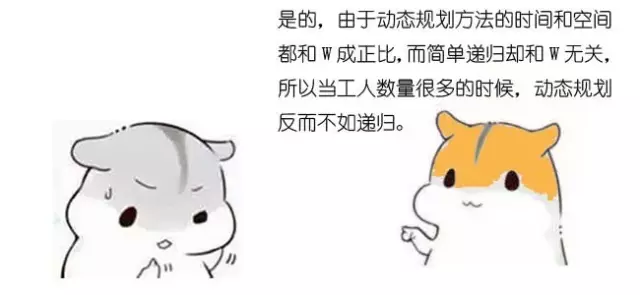 是的，由于动态规划方法的时间和空间
都和 W 成正比，而简单递归却和 W 无关，
所以当工人数量很多的时候，动态规划
反而不如递归。